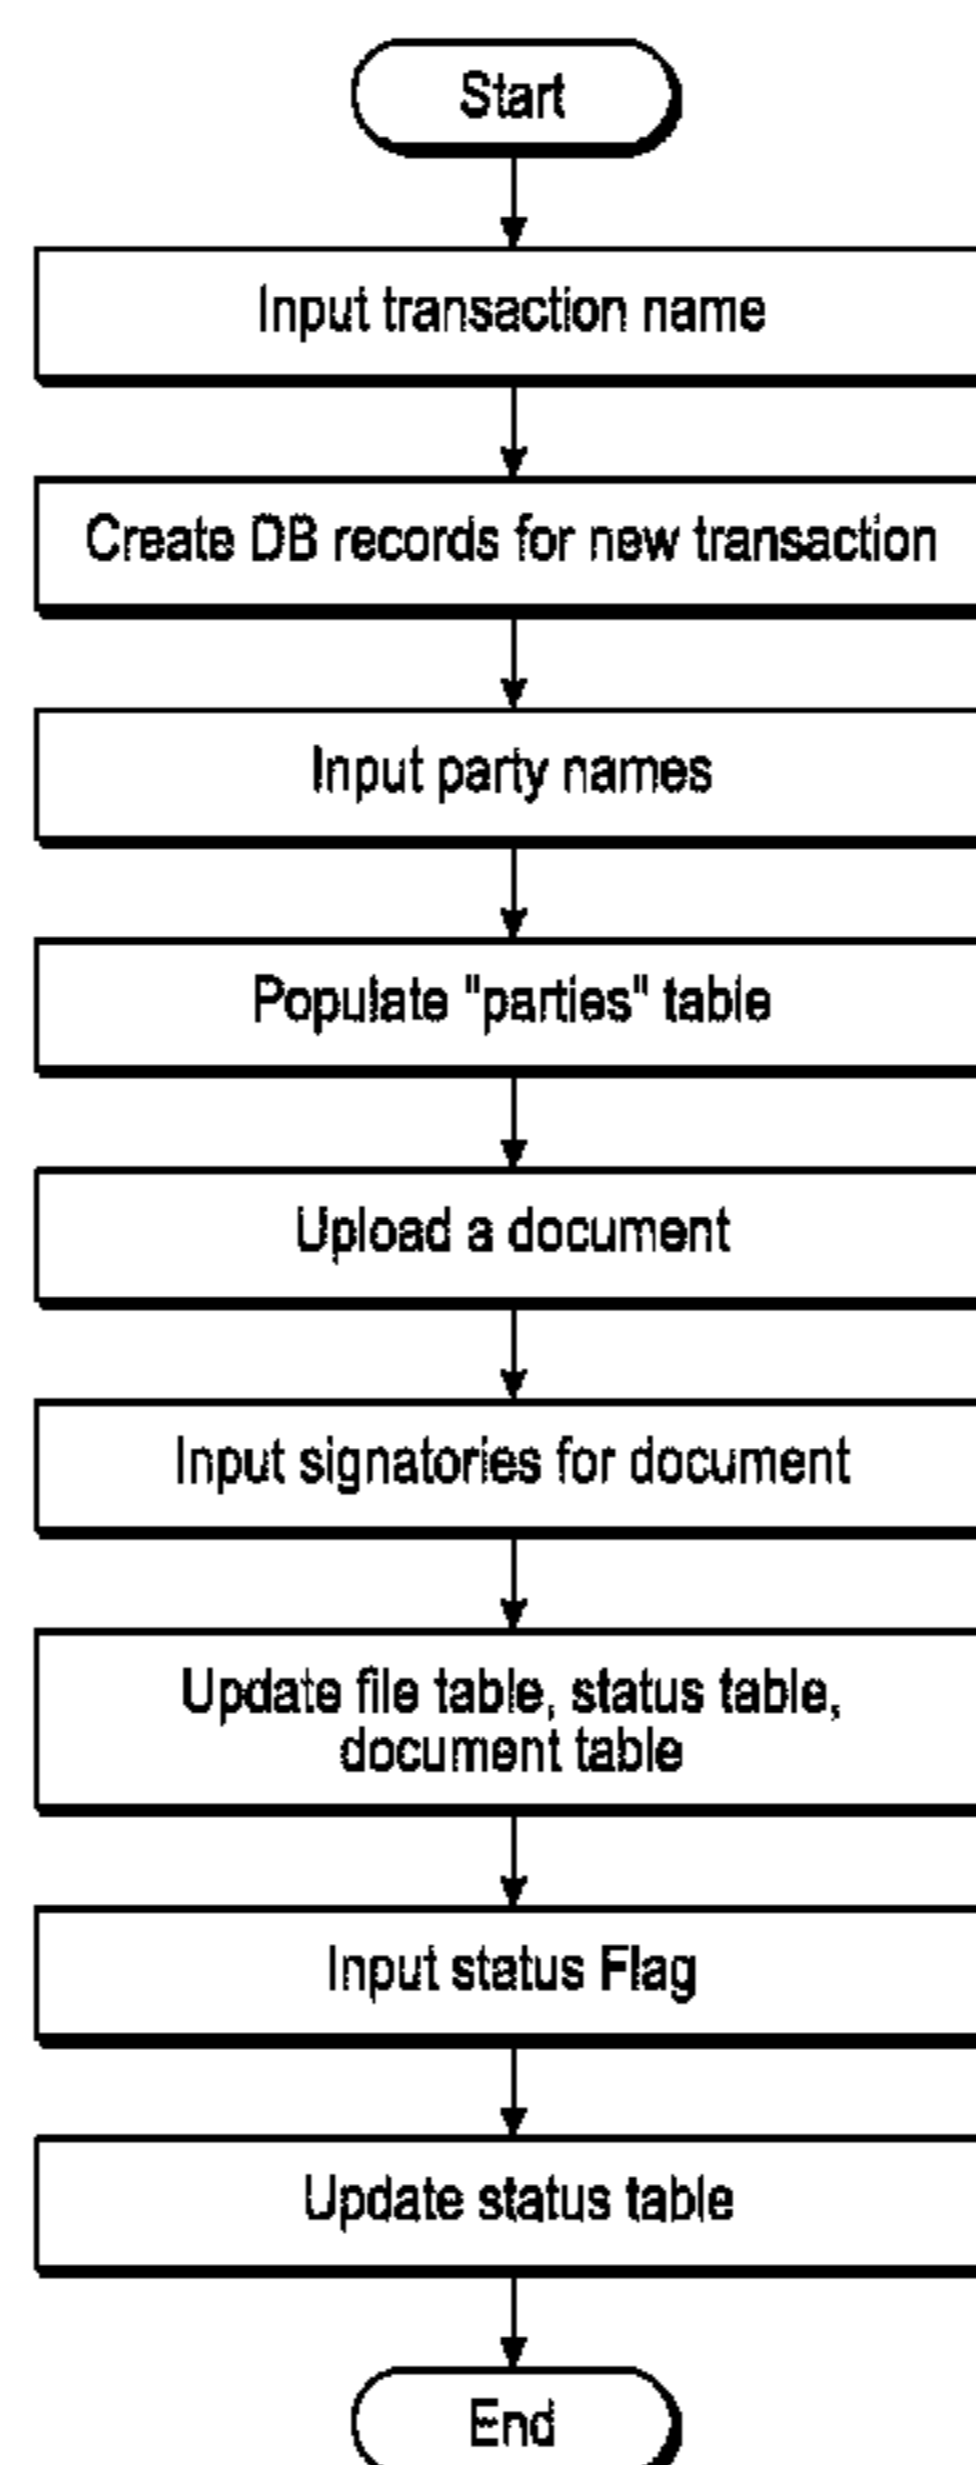 Start
Input transaction name
Create DB records for new transaction
Input party names
Populate "parties" table
Upload a document
Input signatories for document
Update file table, status table,
document table
Input status Flag
Update status table
End